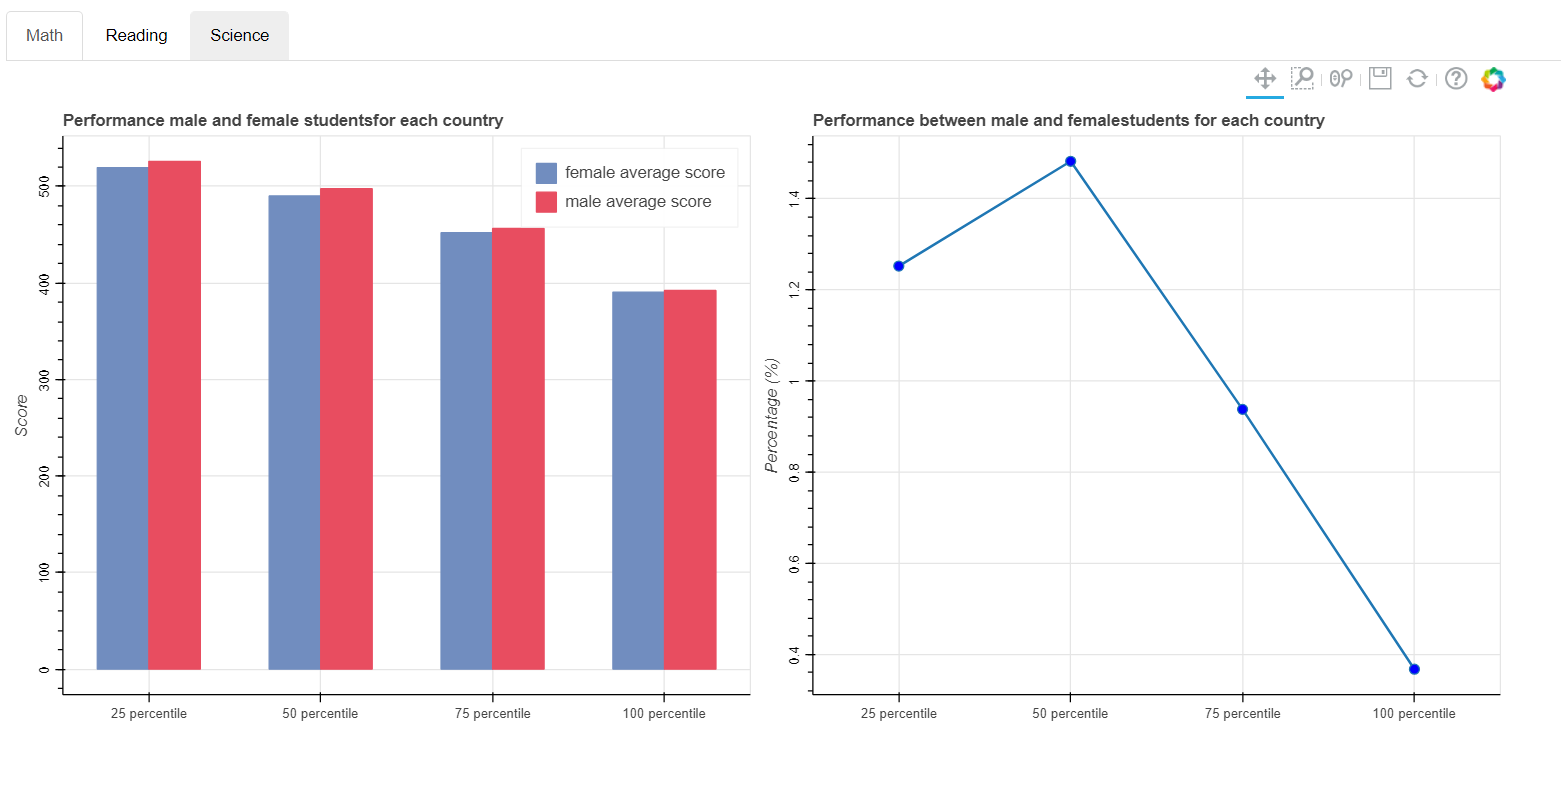 Math Reading Science
Performance male and female studentsfor each country
female average score
male average score
Score
500
400
300
200
100
0
25 percentile 50 percentile 75 percentile 100 percentile
Performance between male and femalestudents for each country
Percentage (%)
1.4
1.2
1
0.8
0.6
0.4
25 percentile 50 percentile 75 percentile 100 percentile